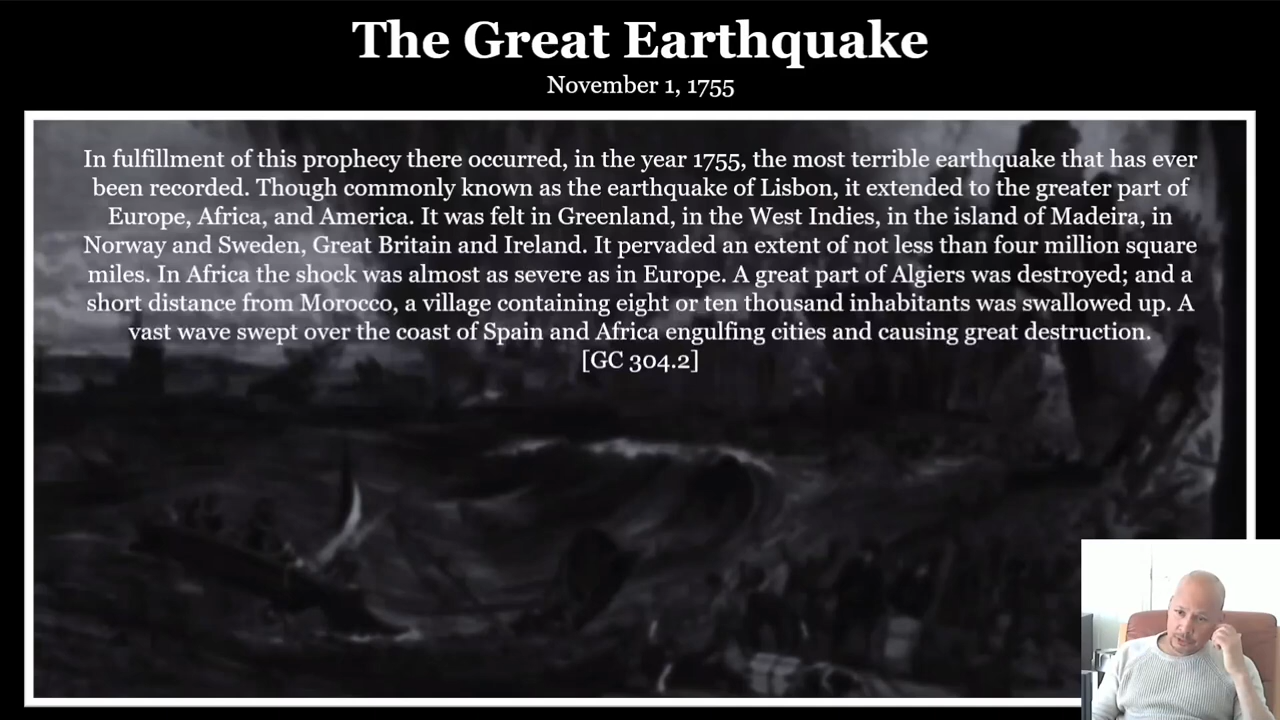 The Great Earthquake
November 1, 1755
In fulfillment of this prophecy there occurred, in the year 1755, the most terrible earthquake that has ever
been recorded. Though commonly known as the earthquake of Lisbon, it extended to the greater part of
Europe, Africa, and America. It was felt in Greenland, in the West Indies, in the island of Madeira, in
Norway and Sweden, Great Britain and Ireland. It pervaded an extent of not less than four million square
miles. In Africa the shock was almost as severe as in Europe. A great part of Algiers was destroyed; and a
short distance from Morocco, a village containing eight or ten thousand inhabitants was swallowed up. A
vast wave swept over the coast of Spain and Africa engulfing cities and causing great destruction.
[GC 304.2]